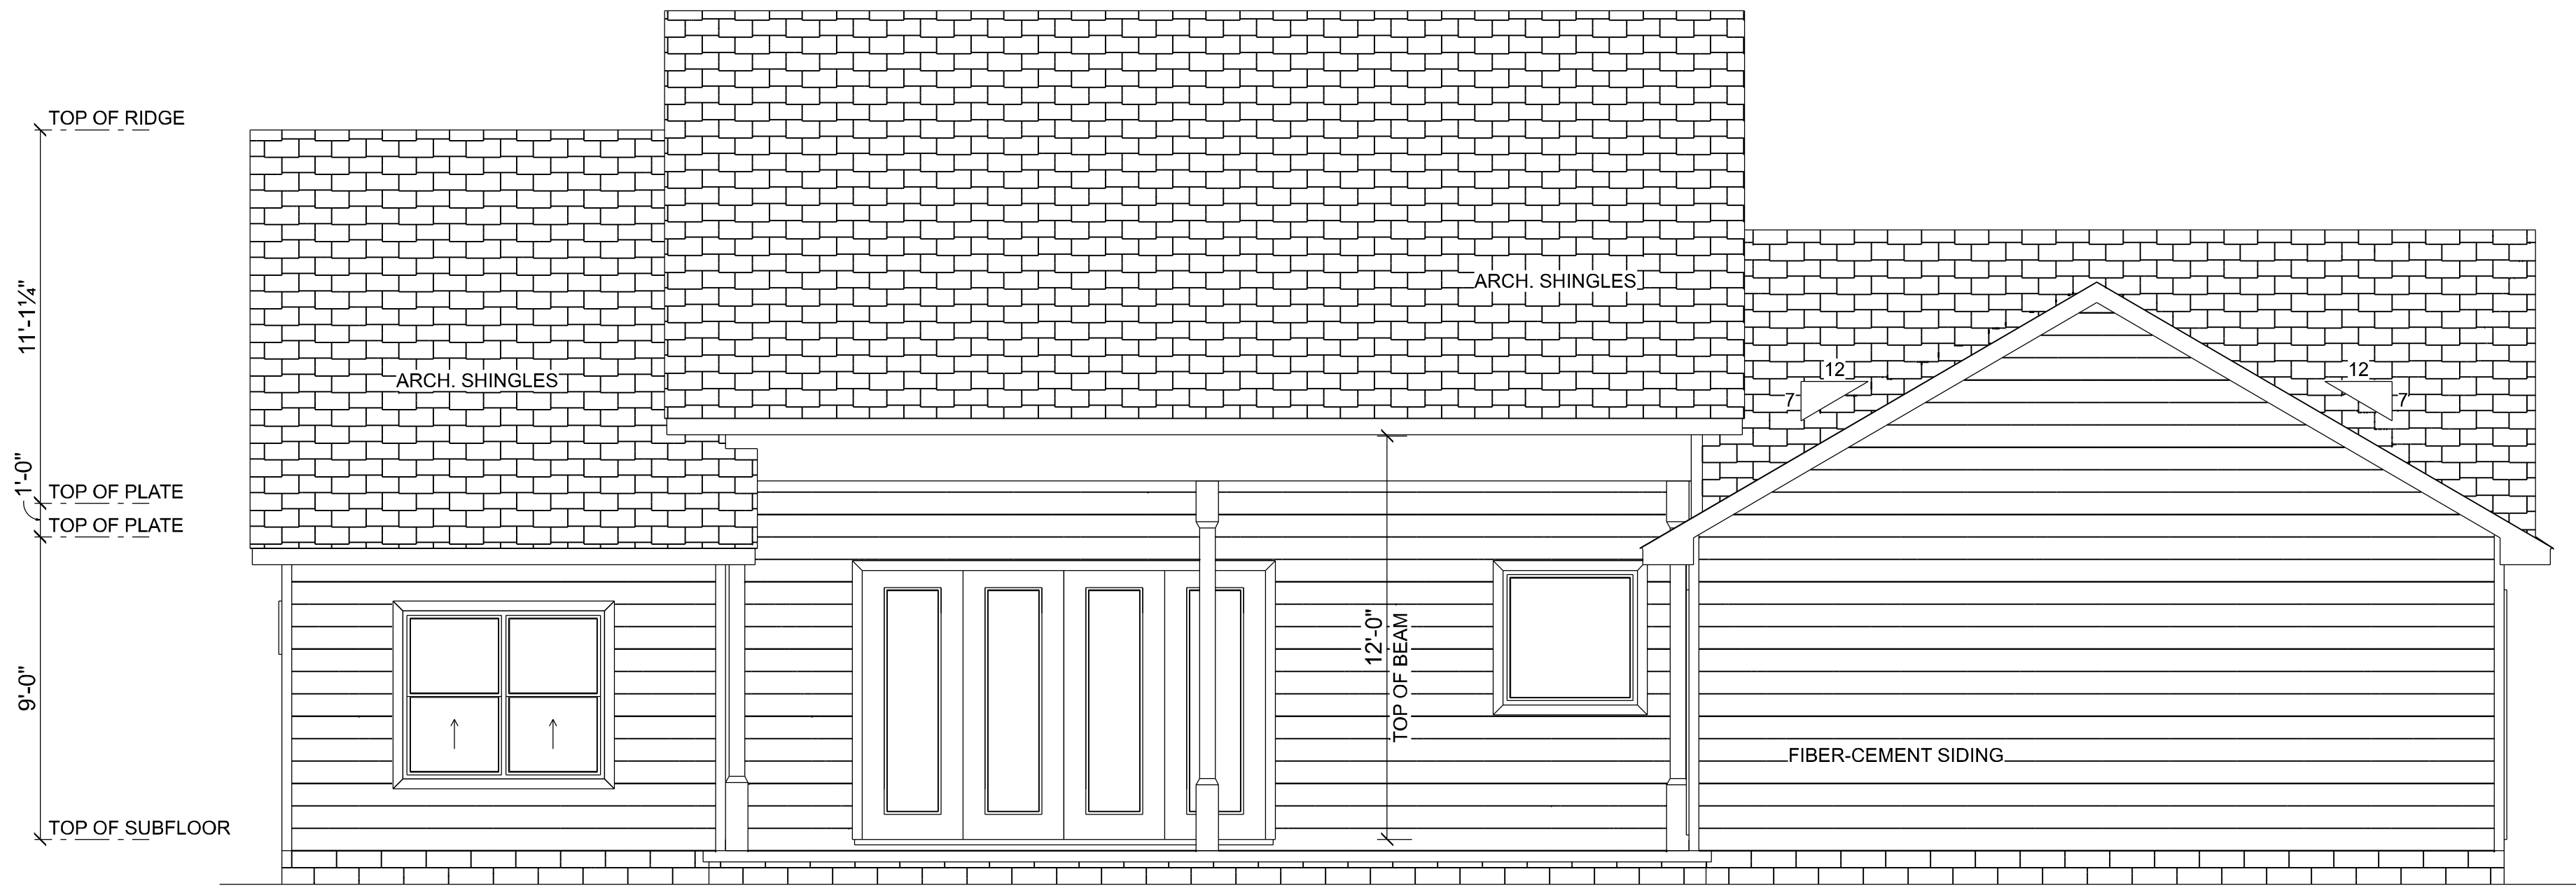 TOP OF RIDGE
11'-1¼"
ARCH. SHINGLES
ARCH. SHINGLES
12
7
12
7
1'-0"
TOP OF PLATE
TOP OF PLATE
9'-0"
12'-0"
TOP OF BEAM
FIBER-CEMENT SIDING
TOP OF SUBFLOOR